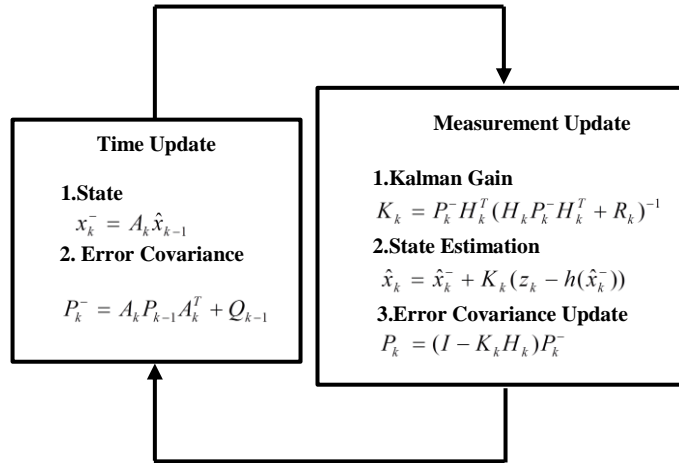 Time Update
1.State
x_k^- = A_k x̂_{k-1}
2. Error Covariance
P_k^- = A_k P_{k-1} A_k^T + Q_{k-1}
Measurement Update
1.Kalman Gain
K_k = P_k^- H_k^T (H_k P_k^- H_k^T + R_k)^{-1}
2.State Estimation
x̂_k = x̂_k^- + K_k (z_k - h(x̂_k^-))
3.Error Covariance Update
P_k = (I - K_k H_k) P_k^-